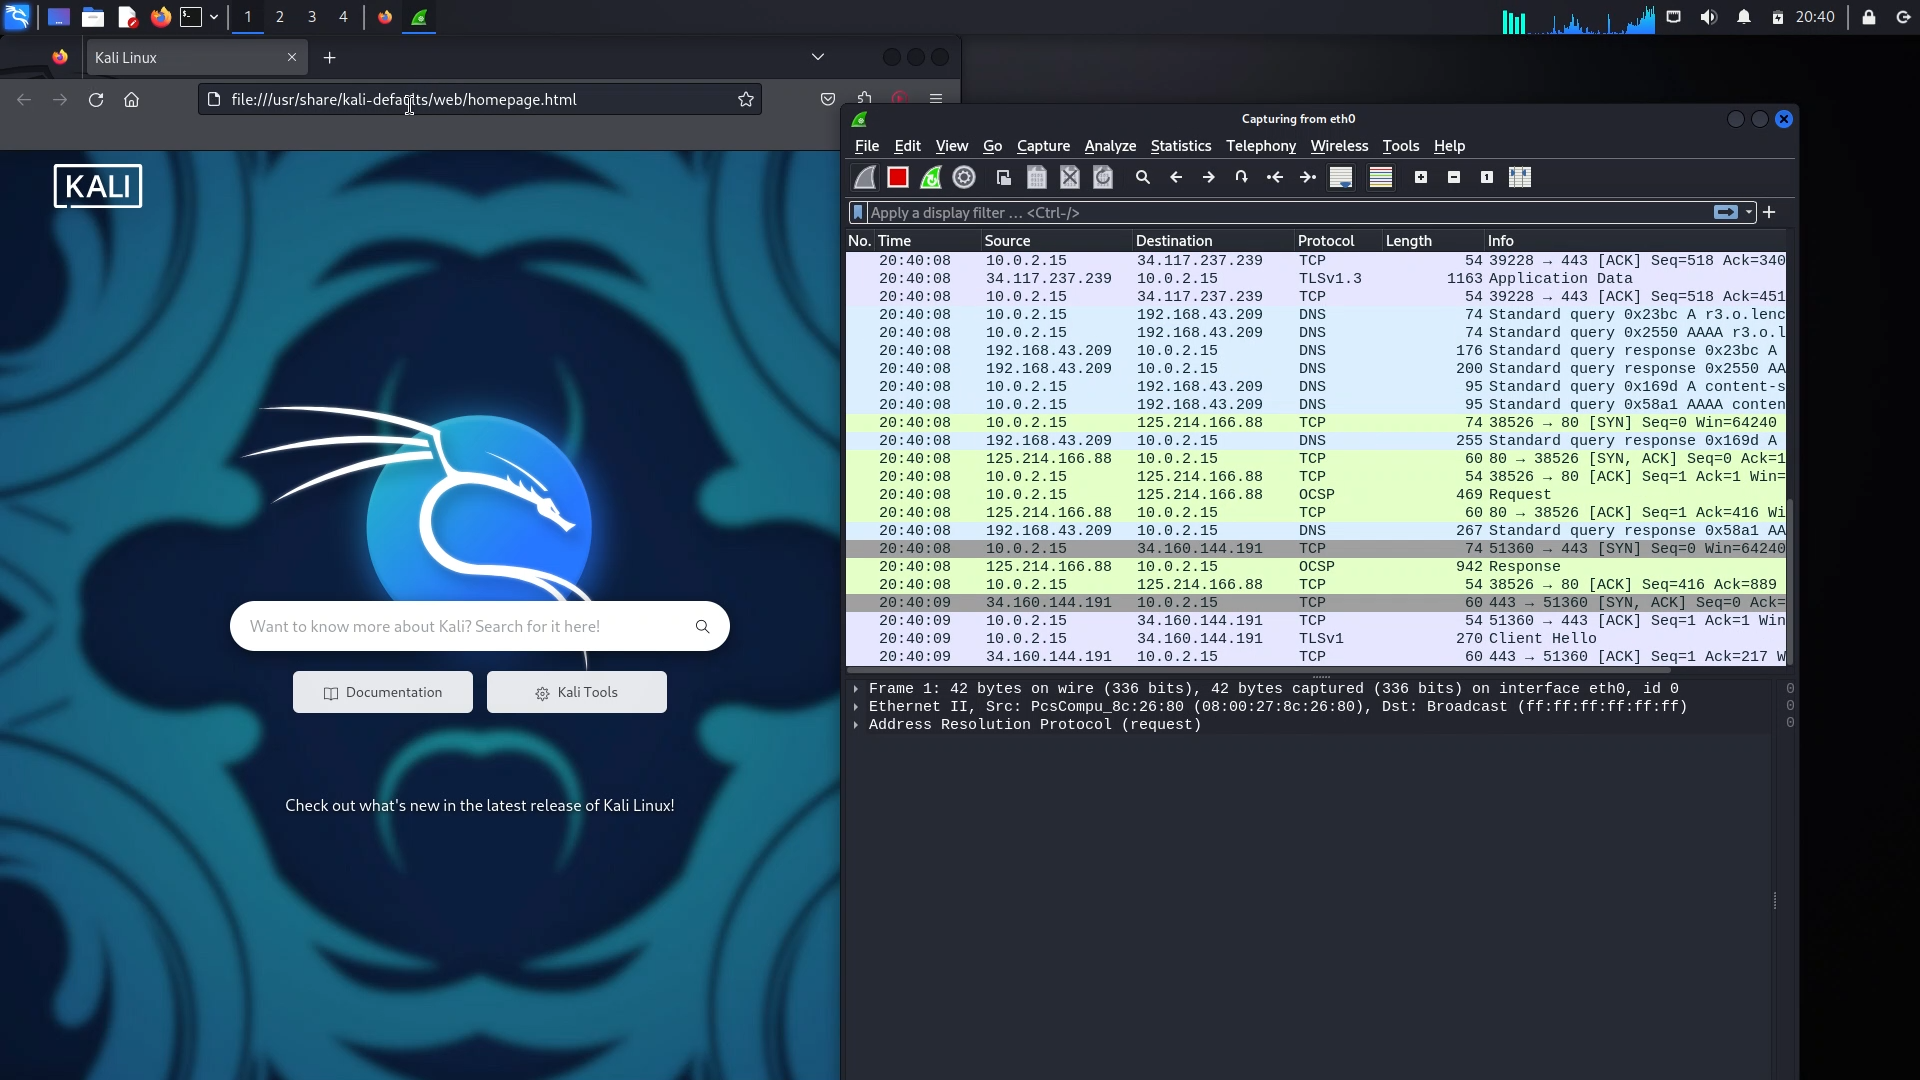 1 2 3 4 20:40
Kali Linux
file:///usr/share/kali-defaults/web/homepage.html
KALI
Want to know more about Kali? Search for it here!
Documentation Kali Tools
Check out what's new in the latest release of Kali Linux!
Capturing from eth0
File Edit View Go Capture Analyze Statistics Telephony Wireless Tools Help
Apply a display filter … <Ctrl-/>
No. Time Source Destination Protocol Length Info
20:40:08 10.0.2.15 34.117.237.239 TCP 54 39228 → 443 [ACK] Seq=518 Ack=340
20:40:08 34.117.237.239 10.0.2.15 TLSv1.3 1163 Application Data
20:40:08 10.0.2.15 34.117.237.239 TCP 54 39228 → 443 [ACK] Seq=518 Ack=451
20:40:08 10.0.2.15 192.168.43.209 DNS 74 Standard query 0x23bc A r3.o.lenc
20:40:08 10.0.2.15 192.168.43.209 DNS 74 Standard query 0x2550 AAAA r3.o.l
20:40:08 192.168.43.209 10.0.2.15 DNS 176 Standard query response 0x23bc A
20:40:08 192.168.43.209 10.0.2.15 DNS 200 Standard query response 0x2550 AA
20:40:08 10.0.2.15 192.168.43.209 DNS 95 Standard query 0x169d A content-s
20:40:08 10.0.2.15 192.168.43.209 DNS 95 Standard query 0x58a1 AAAA conten
20:40:08 10.0.2.15 125.214.166.88 TCP 74 38526 → 80 [SYN] Seq=0 Win=64240
20:40:08 192.168.43.209 10.0.2.15 DNS 255 Standard query response 0x169d A
20:40:08 125.214.166.88 10.0.2.15 TCP 60 80 → 38526 [SYN, ACK] Seq=0 Ack=1
20:40:08 10.0.2.15 125.214.166.88 TCP 54 38526 → 80 [ACK] Seq=1 Ack=1 Win=
20:40:08 10.0.2.15 125.214.166.88 OCSP 469 Request
20:40:08 125.214.166.88 10.0.2.15 TCP 60 80 → 38526 [ACK] Seq=1 Ack=416 Wi
20:40:08 192.168.43.209 10.0.2.15 DNS 267 Standard query response 0x58a1 AA
20:40:08 10.0.2.15 34.160.144.191 TCP 74 51360 → 443 [SYN] Seq=0 Win=64240
20:40:08 125.214.166.88 10.0.2.15 OCSP 942 Response
20:40:08 10.0.2.15 125.214.166.88 TCP 54 38526 → 80 [ACK] Seq=416 Ack=889
20:40:09 34.160.144.191 10.0.2.15 TCP 60 443 → 51360 [SYN, ACK] Seq=0 Ack=
20:40:09 10.0.2.15 34.160.144.191 TCP 54 51360 → 443 [ACK] Seq=1 Ack=1 Win
20:40:09 10.0.2.15 34.160.144.191 TLSv1 270 Client Hello
20:40:09 34.160.144.191 10.0.2.15 TCP 60 443 → 51360 [ACK] Seq=1 Ack=217 W
Frame 1: 42 bytes on wire (336 bits), 42 bytes captured (336 bits) on interface eth0, id 0 0
Ethernet II, Src: PcsCompu_8c:26:80 (08:00:27:8c:26:80), Dst: Broadcast (ff:ff:ff:ff:ff:ff) 0
Address Resolution Protocol (request) 0